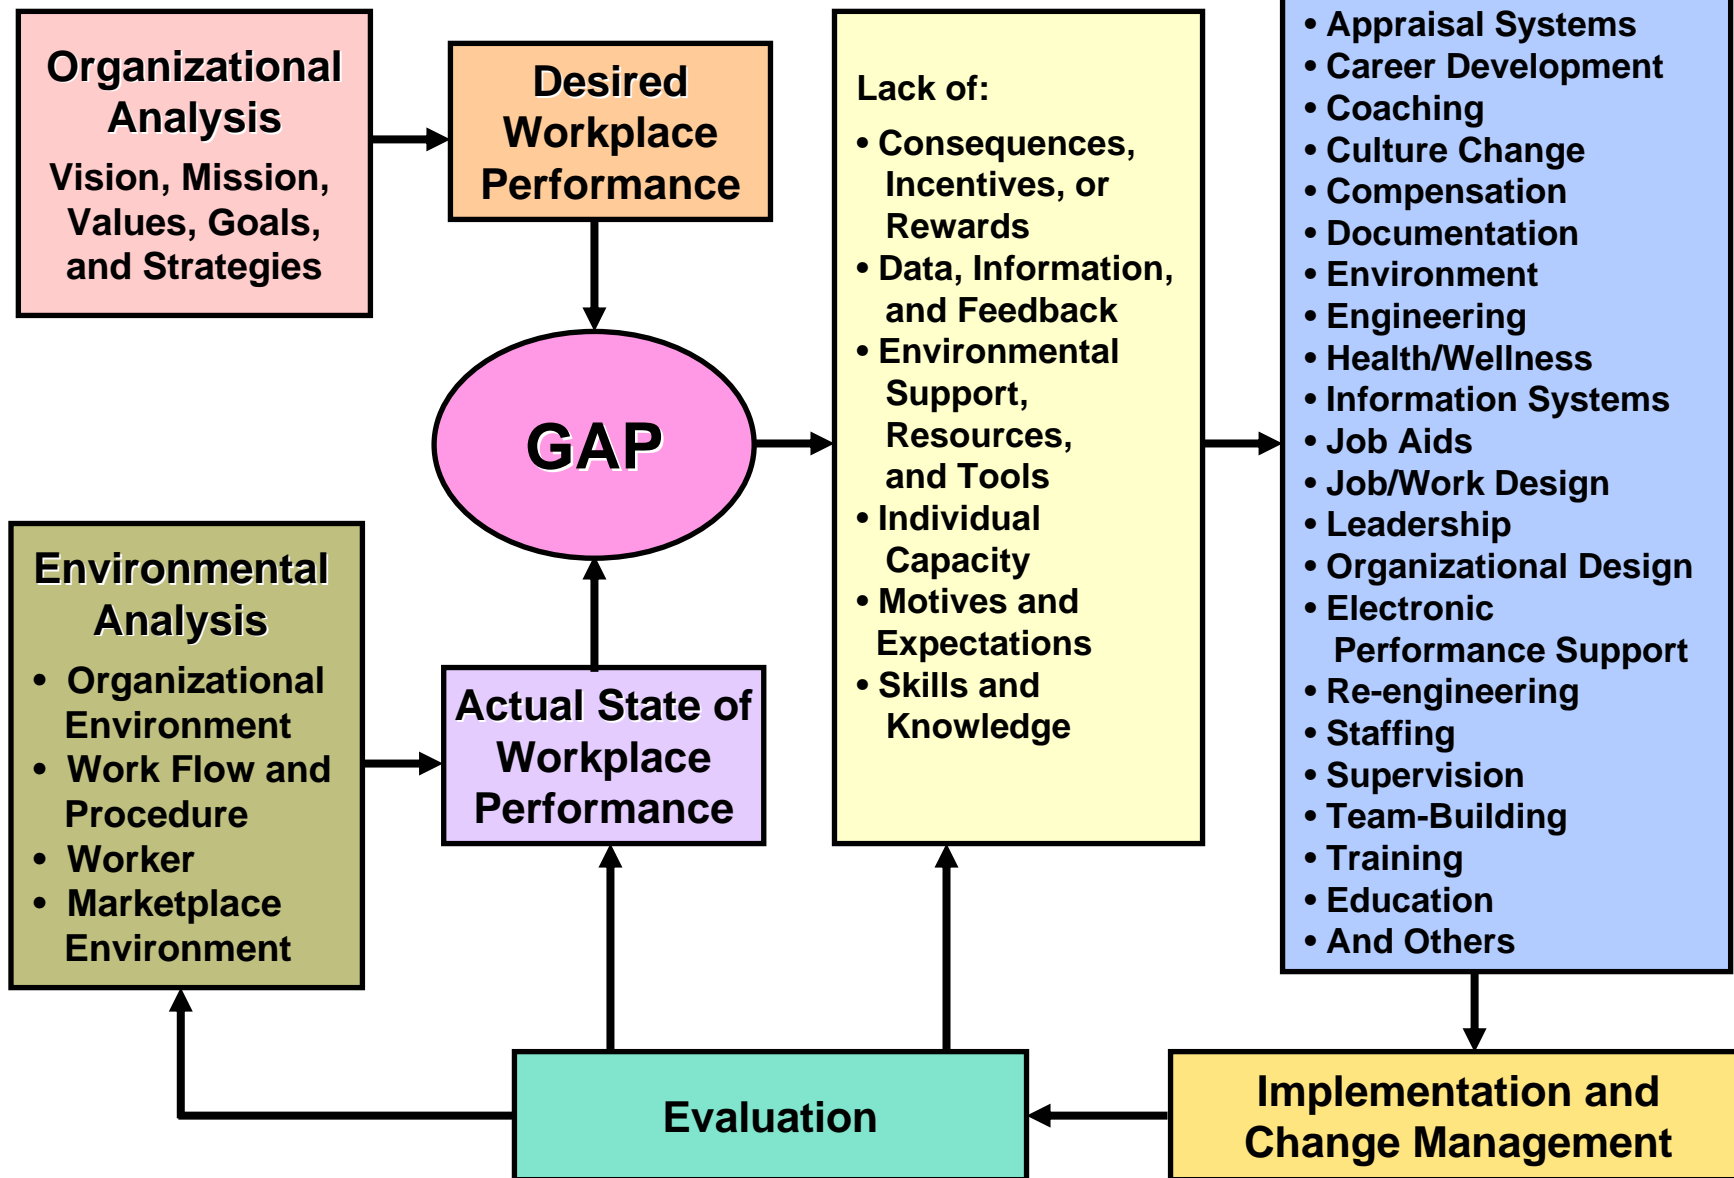 Organizational
Analysis
Vision, Mission,
Values, Goals,
and Strategies
Desired
Workplace
Performance
GAP
Environmental
Analysis
• Organizational
Environment
• Work Flow and
Procedure
• Worker
• Marketplace
Environment
Actual State of
Workplace
Performance
Lack of:
• Consequences,
Incentives, or
Rewards
• Data, Information,
and Feedback
• Environmental
Support,
Resources,
and Tools
• Individual
Capacity
• Motives and
Expectations
• Skills and
Knowledge
• Appraisal Systems
• Career Development
• Coaching
• Culture Change
• Compensation
• Documentation
• Environment
• Engineering
• Health/Wellness
• Information Systems
• Job Aids
• Job/Work Design
• Leadership
• Organizational Design
• Electronic
Performance Support
• Re-engineering
• Staffing
• Supervision
• Team-Building
• Training
• Education
• And Others
Evaluation
Implementation and
Change Management